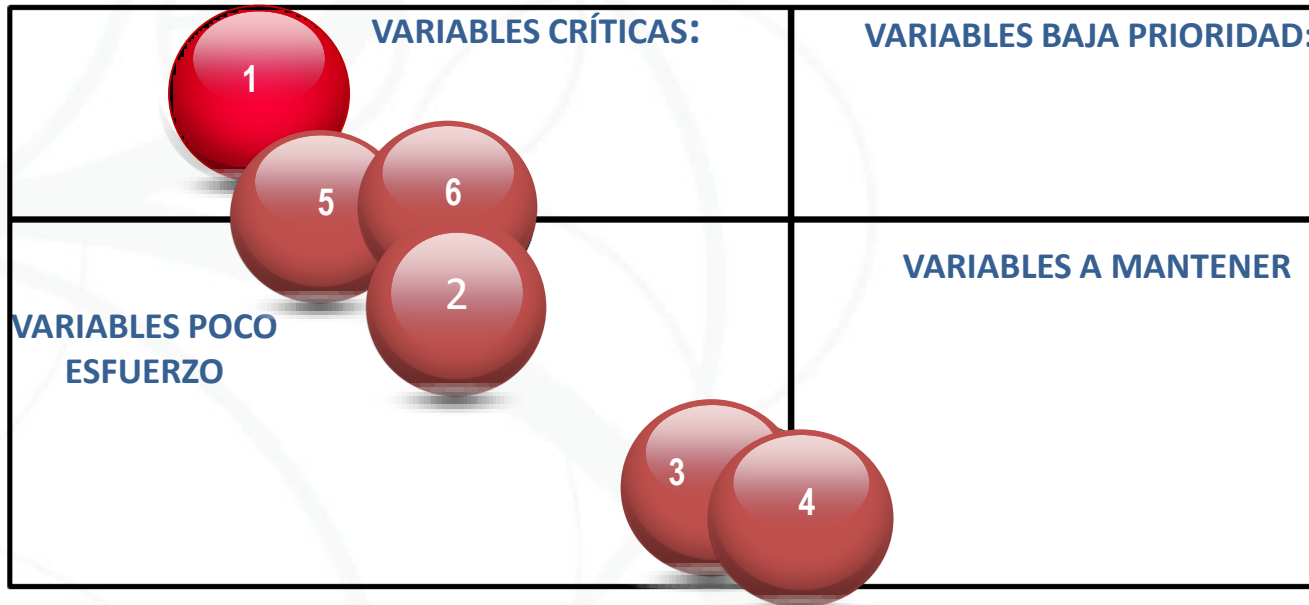 VARIABLES CRÍTICAS:
VARIABLES BAJA PRIORIDAD:
1
5
6
2
VARIABLES A MANTENER
VARIABLES POCO
ESFUERZO
3
4